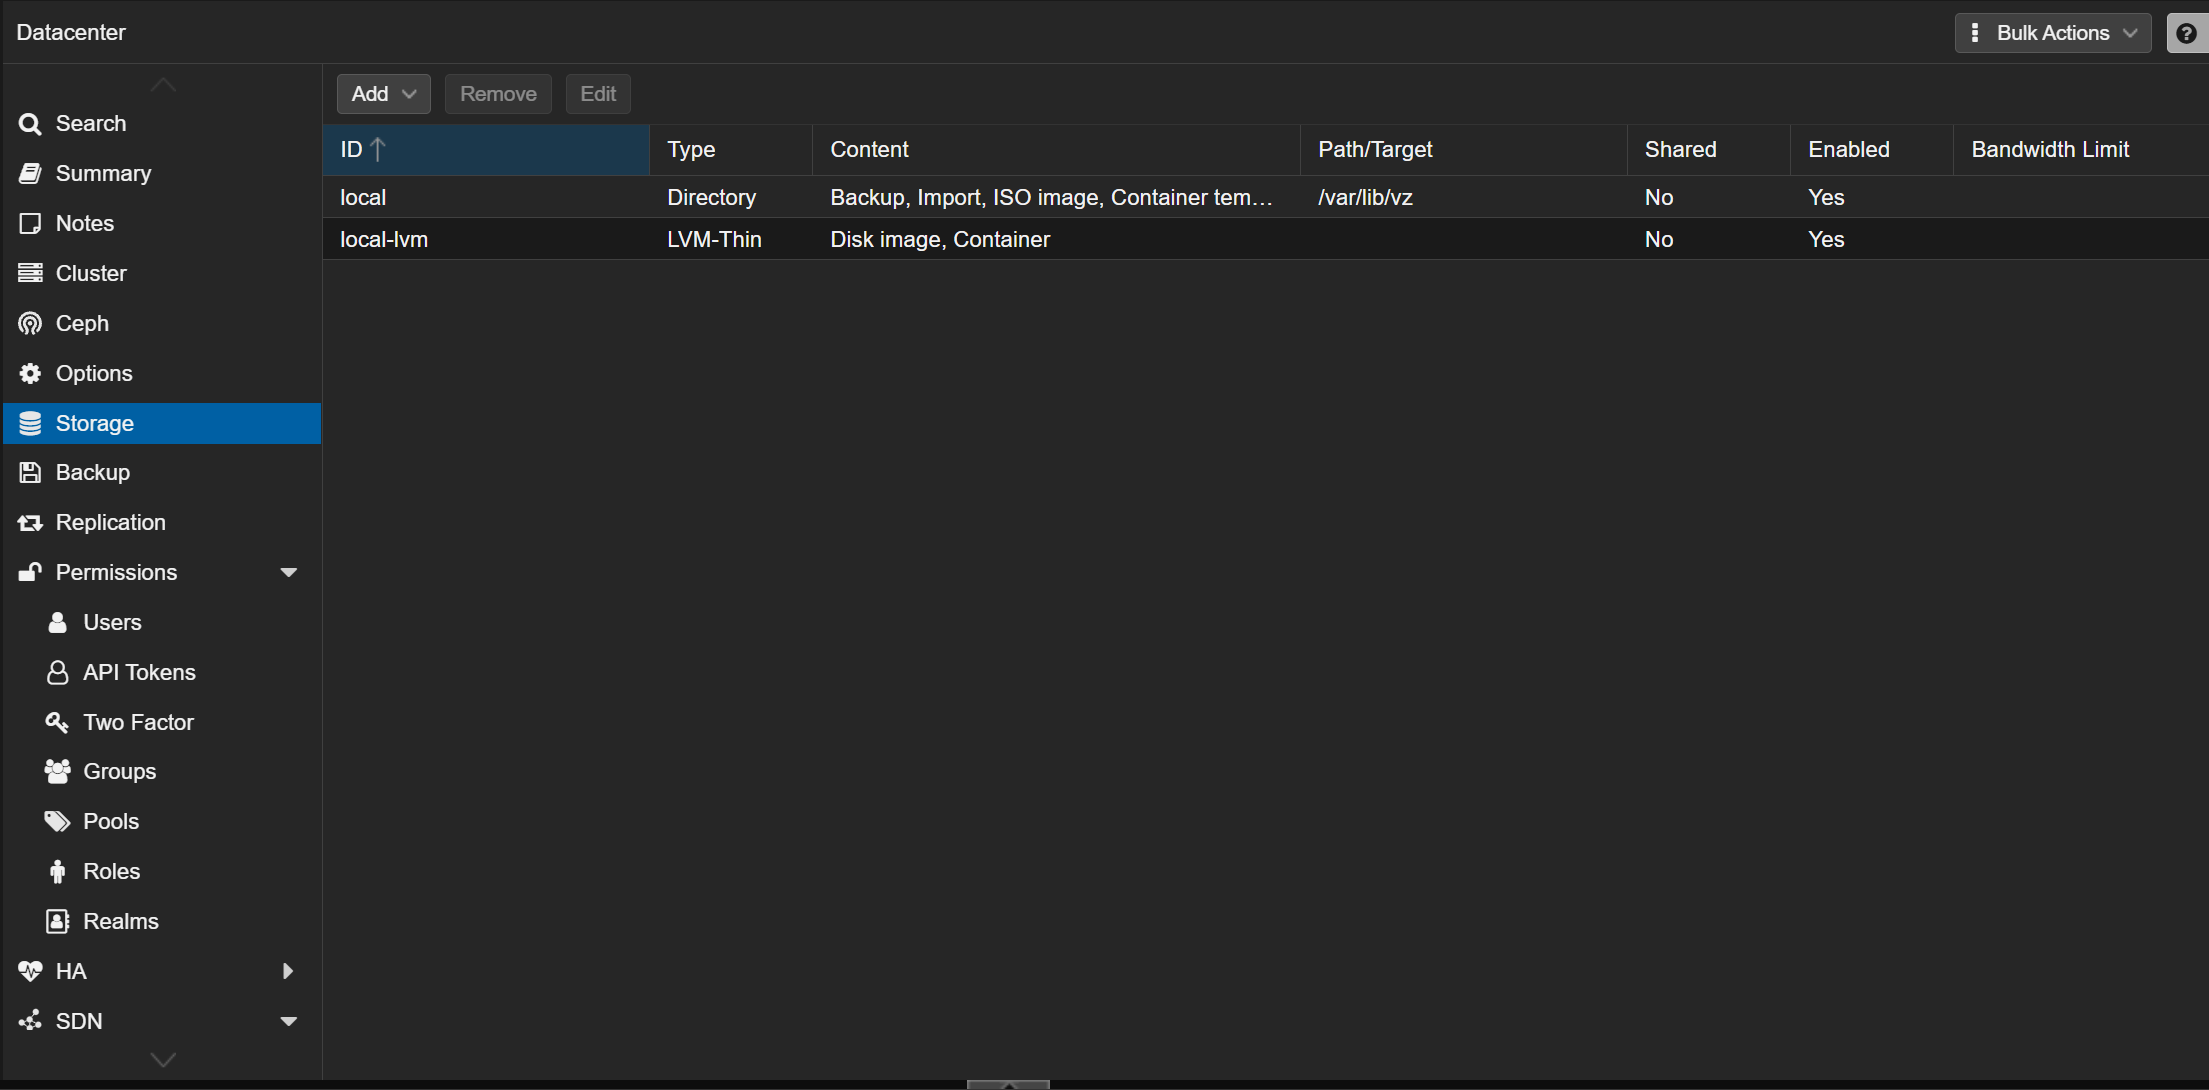 Datacenter
Bulk Actions
Search
Summary
Notes
Cluster
Ceph
Options
Storage
Backup
Replication
Permissions
Users
API Tokens
Two Factor
Groups
Pools
Roles
Realms
HA
SDN
Add Remove Edit
ID Type Content Path/Target Shared Enabled Bandwidth Limit
local Directory Backup, Import, ISO image, Container tem… /var/lib/vz No Yes
local-lvm LVM-Thin Disk image, Container No Yes